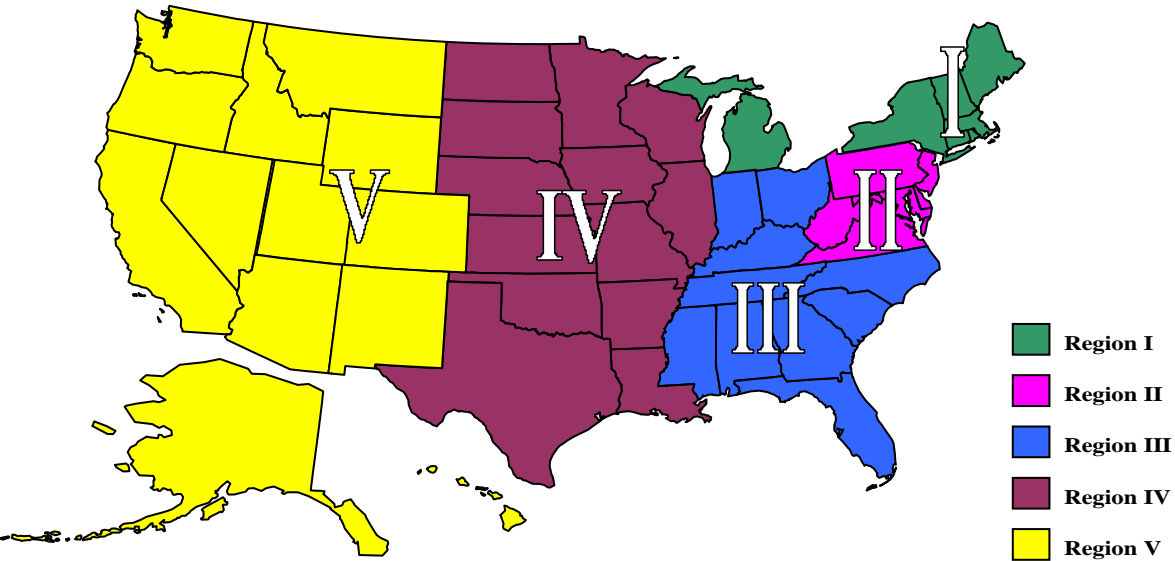 I
II
III
IV
V
Region I
Region II
Region III
Region IV
Region V